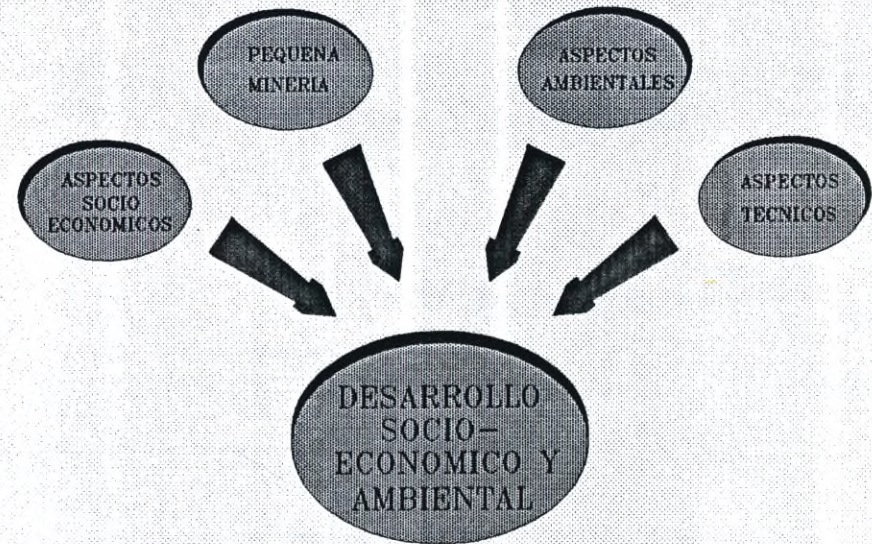 PEQUENA
MINERIA
ASPECTOS
AMBIENTALES
ASPECTOS
SOCIO
ECONOMICOS
ASPECTOS
TECNICOS
DESARROLLO
SOCIO-
ECONOMICO Y
AMBIENTAL